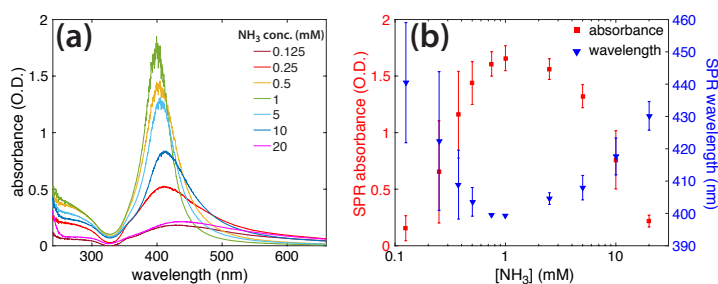 (a)
NH₃ conc. (mM)
0.125
0.25
0.5
1
5
10
20
absorbance (O.D.)
2
1.5
1
0.5
0
300 400 500 600
wavelength (nm)
(b)
absorbance
wavelength
SPR absorbance (O.D.)
2
1.5
1
0.5
0
0.1 1 10
[NH₃] (mM)
460
450
440
430
420
410
400
390
SPR wavelength (nm)